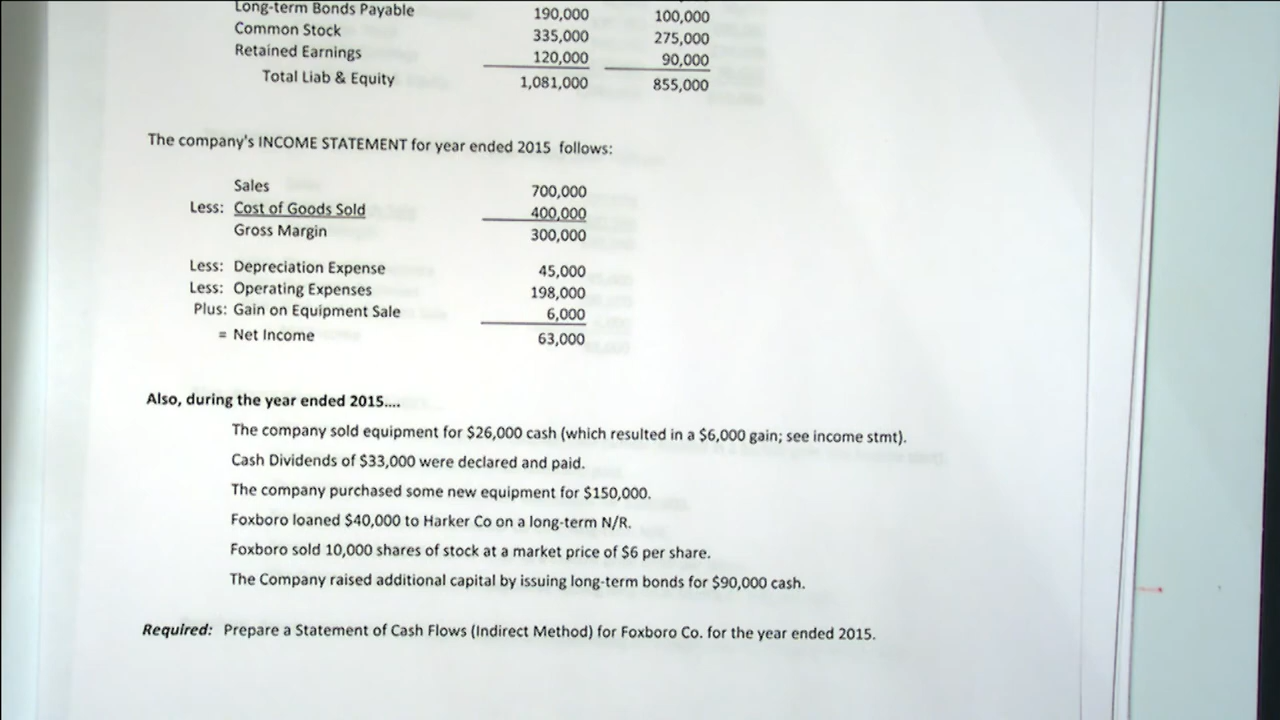 Long-term Bonds Payable 190,000 100,000
Common Stock 335,000 275,000
Retained Earnings 120,000 90,000
Total Liab & Equity 1,081,000 855,000
The company's INCOME STATEMENT for year ended 2015 follows:
Sales 700,000
Less: Cost of Goods Sold 400,000
Gross Margin 300,000
Less: Depreciation Expense 45,000
Less: Operating Expenses 198,000
Plus: Gain on Equipment Sale 6,000
= Net Income 63,000
Also, during the year ended 2015....
The company sold equipment for $26,000 cash (which resulted in a $6,000 gain; see income stmt).
Cash Dividends of $33,000 were declared and paid.
The company purchased some new equipment for $150,000.
Foxboro loaned $40,000 to Harker Co on a long-term N/R.
Foxboro sold 10,000 shares of stock at a market price of $6 per share.
The Company raised additional capital by issuing long-term bonds for $90,000 cash.
Required: Prepare a Statement of Cash Flows (Indirect Method) for Foxboro Co. for the year ended 2015.